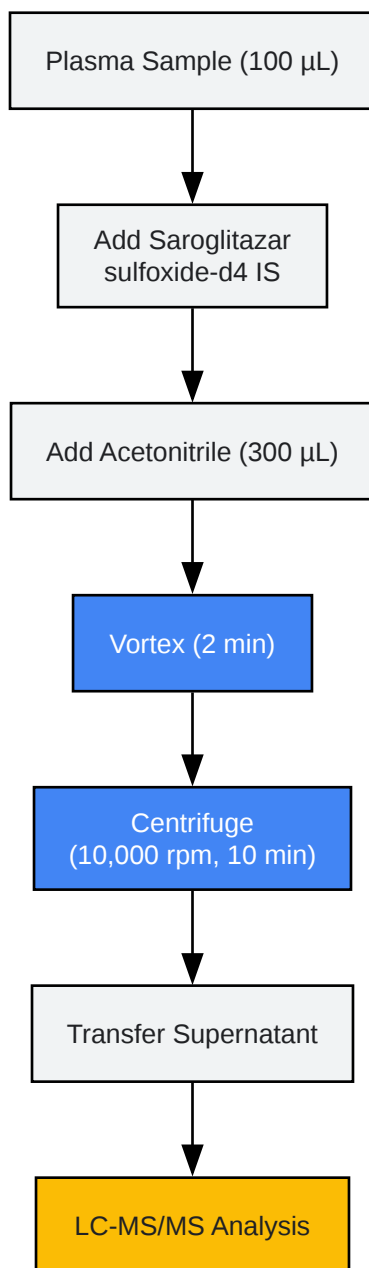 Plasma Sample (100 µL)
Add Saroglitazar
sulfoxide-d4 IS
Add Acetonitrile (300 µL)
Vortex (2 min)
Centrifuge
(10,000 rpm, 10 min)
Transfer Supernatant
LC-MS/MS Analysis